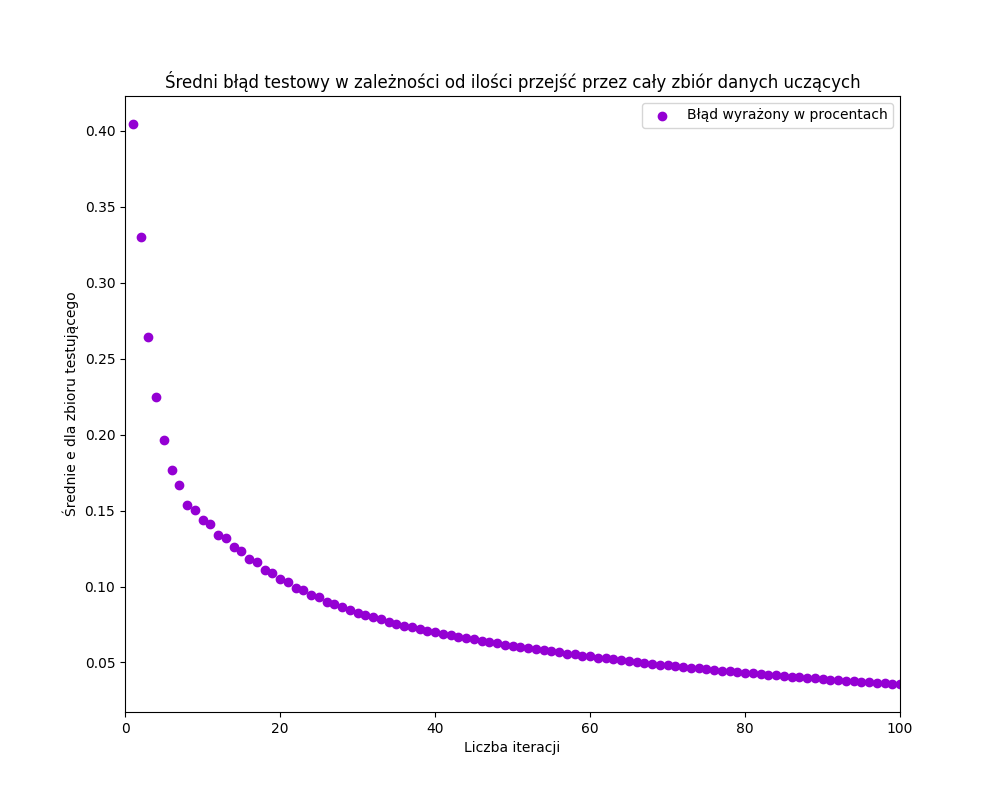 Średni błąd testowy w zależności od ilości przejść przez cały zbiór danych uczących
Błąd wyrażony w procentach
0.40
0.35
0.30
0.25
0.20
0.15
0.10
0.05
Średnie e dla zbioru testującego
0 20 40 60 80 100
Liczba iteracji